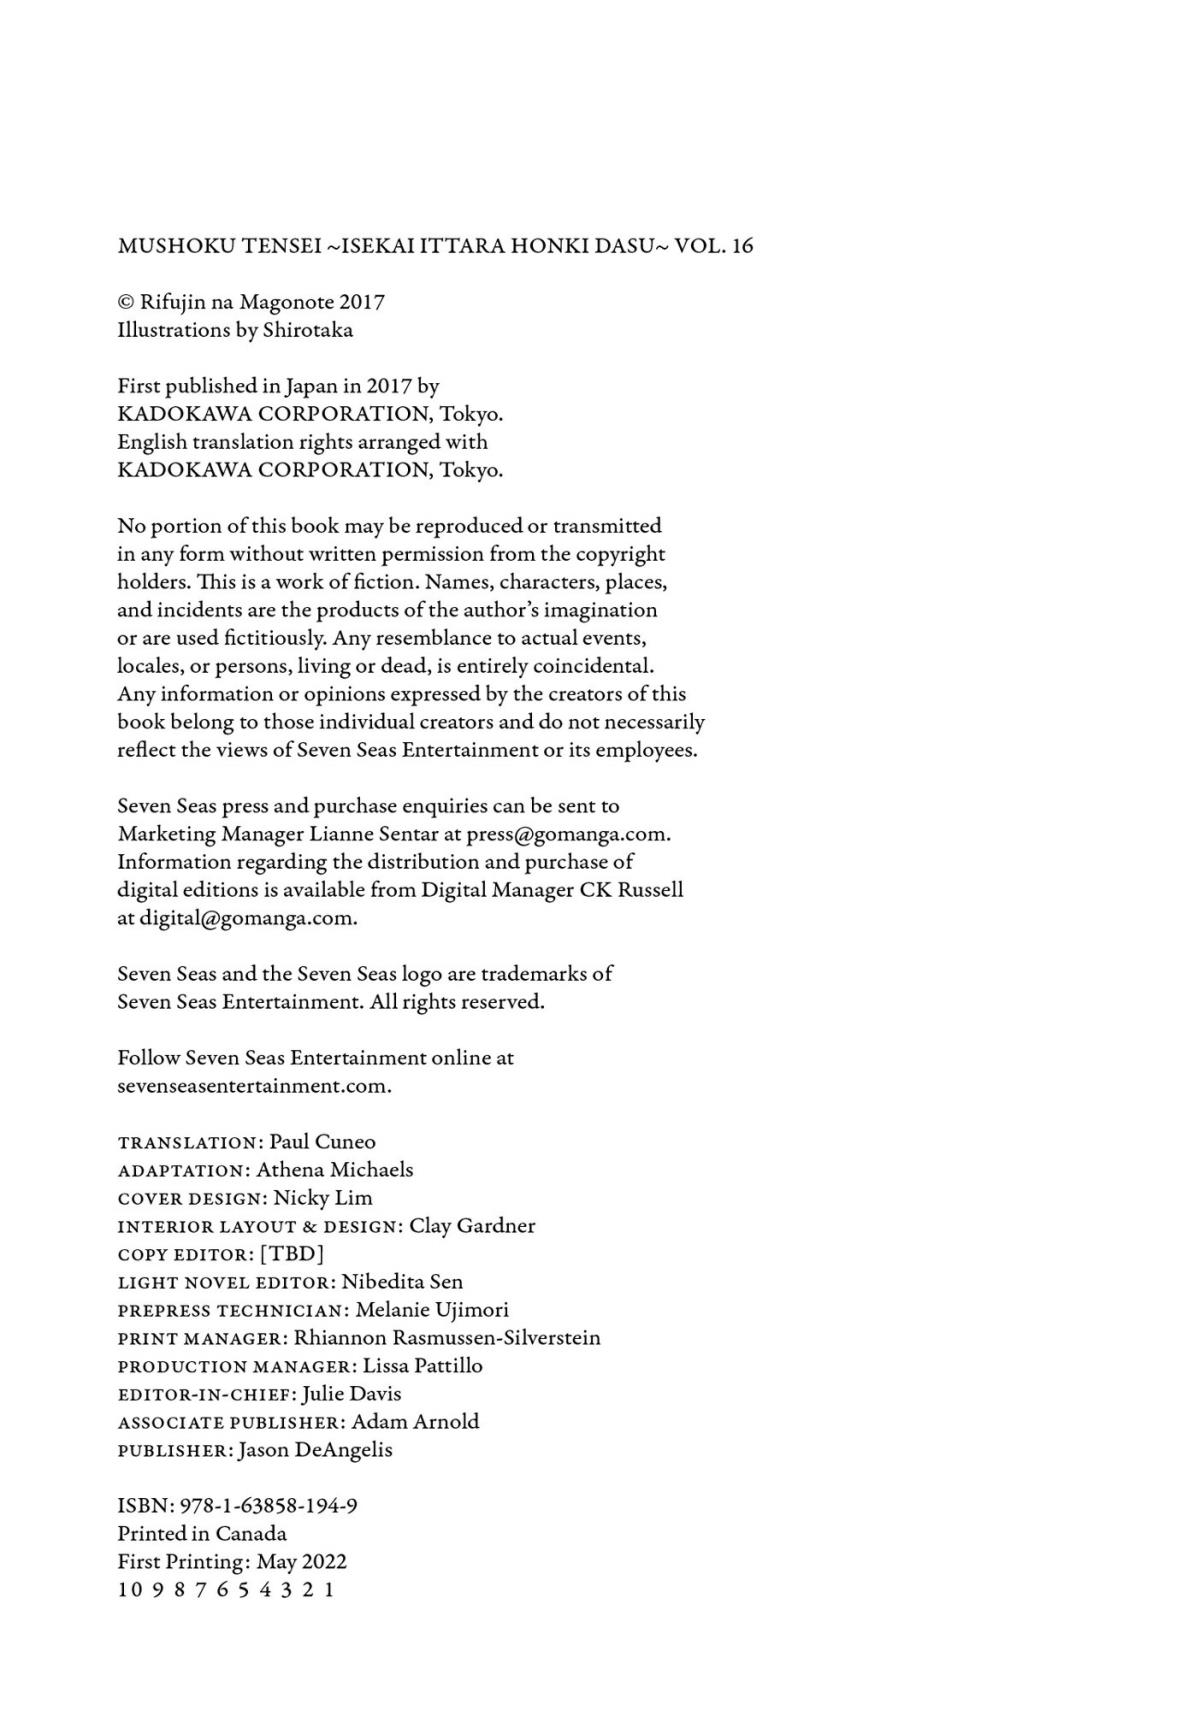 MUSHOKU TENSEI ~ISEKAI ITTARA HONKI DASU~ VOL. 16
© Rifujin na Magonote 2017
Illustrations by Shirotaka
First published in Japan in 2017 by
KADOKAWA CORPORATION, Tokyo.
English translation rights arranged with
KADOKAWA CORPORATION, Tokyo.
No portion of this book may be reproduced or transmitted
in any form without written permission from the copyright
holders. This is a work of fiction. Names, characters, places,
and incidents are the products of the author’s imagination
or are used fictitiously. Any resemblance to actual events,
locales, or persons, living or dead, is entirely coincidental.
Any information or opinions expressed by the creators of this
book belong to those individual creators and do not necessarily
reflect the views of Seven Seas Entertainment or its employees.
Seven Seas press and purchase enquiries can be sent to
Marketing Manager Lianne Sentar at press@gomanga.com.
Information regarding the distribution and purchase of
digital editions is available from Digital Manager CK Russell
at digital@gomanga.com.
Seven Seas and the Seven Seas logo are trademarks of
Seven Seas Entertainment. All rights reserved.
Follow Seven Seas Entertainment online at
sevenseasentertainment.com.
TRANSLATION: Paul Cuneo
ADAPTATION: Athena Michaels
COVER DESIGN: Nicky Lim
INTERIOR LAYOUT & DESIGN: Clay Gardner
COPY EDITOR: [TBD]
LIGHT NOVEL EDITOR: Nibedita Sen
PREPRESS TECHNICIAN: Melanie Ujimori
PRINT MANAGER: Rhiannon Rasmussen-Silverstein
PRODUCTION MANAGER: Lissa Pattillo
EDITOR-IN-CHIEF: Julie Davis
ASSOCIATE PUBLISHER: Adam Arnold
PUBLISHER: Jason DeAngelis
ISBN: 978-1-63858-194-9
Printed in Canada
First Printing: May 2022
10 9 8 7 6 5 4 3 2 1